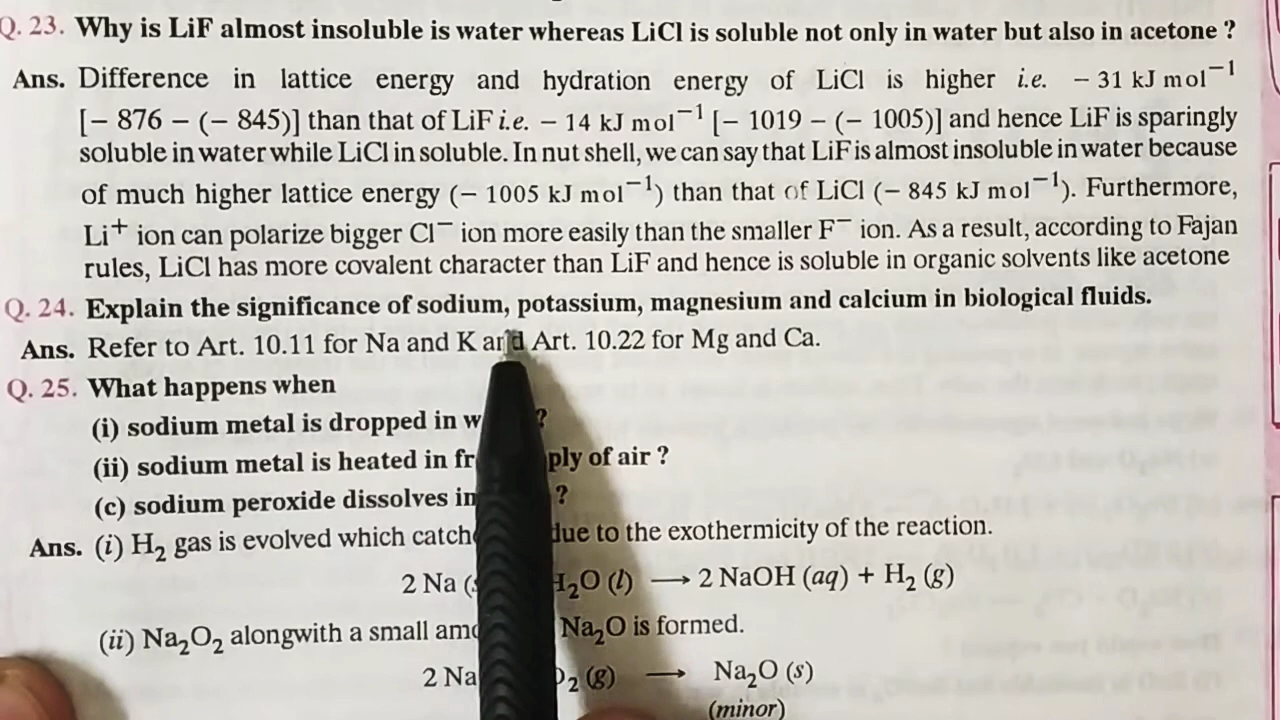 Q. 23. Why is LiF almost insoluble is water whereas LiCl is soluble not only in water but also in acetone ?
Ans. Difference in lattice energy and hydration energy of LiCl is higher i.e. – 31 kJ mol⁻¹
[– 876 – (– 845)] than that of LiF i.e. – 14 kJ mol⁻¹ [– 1019 – (– 1005)] and hence LiF is sparingly
soluble in water while LiCl in soluble. In nut shell, we can say that LiF is almost insoluble in water because
of much higher lattice energy (– 1005 kJ mol⁻¹) than that of LiCl (– 845 kJ mol⁻¹). Furthermore,
Li⁺ ion can polarize bigger Cl⁻ ion more easily than the smaller F⁻ ion. As a result, according to Fajan
rules, LiCl has more covalent character than LiF and hence is soluble in organic solvents like acetone
Q. 24. Explain the significance of sodium, potassium, magnesium and calcium in biological fluids.
Ans. Refer to Art. 10.11 for Na and K and Art. 10.22 for Mg and Ca.
Q. 25. What happens when
(i) sodium metal is dropped in ?
(ii) sodium metal is heated in of air ?
(c) sodium peroxide dissolves in ?
Ans. (i) H₂ gas is evolved which due to the exothermicity of the reaction.
2 Na H₂O (l) ⟶ 2 NaOH (aq) + H₂ (g)
(ii) Na₂O₂ alongwith a small Na₂O is formed.
2 Na (g) ⟶ Na₂O (s)
(minor)